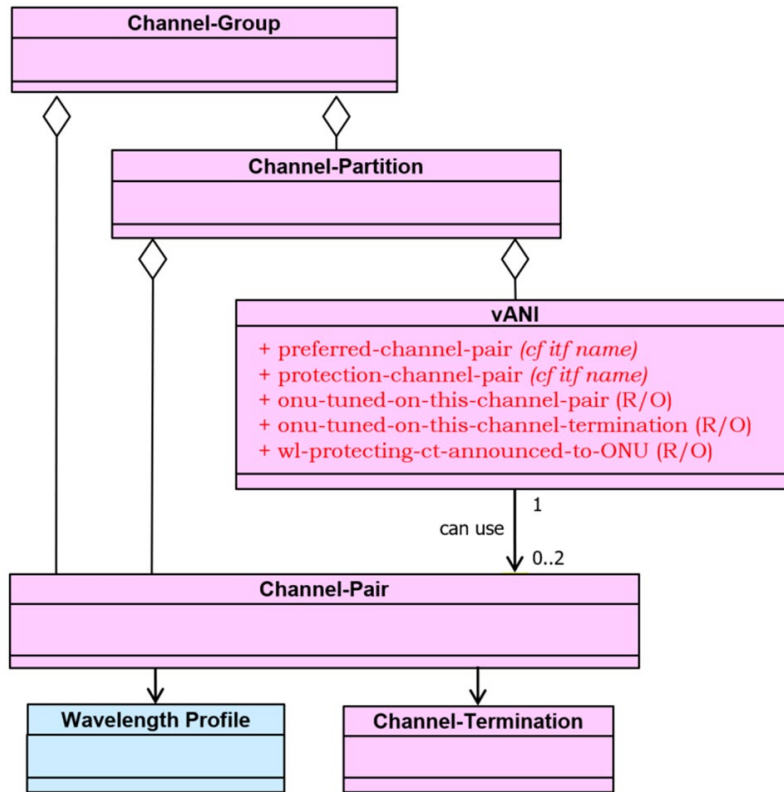 Channel-Group
Channel-Partition
vANI
+ preferred-channel-pair (cf itf name)
+ protection-channel-pair (cf itf name)
+ onu-tuned-on-this-channel-pair (R/O)
+ onu-tuned-on-this-channel-termination (R/O)
+ wl-protecting-ct-announced-to-ONU (R/O)
1
can use
0..2
Channel-Pair
Wavelength Profile
Channel-Termination